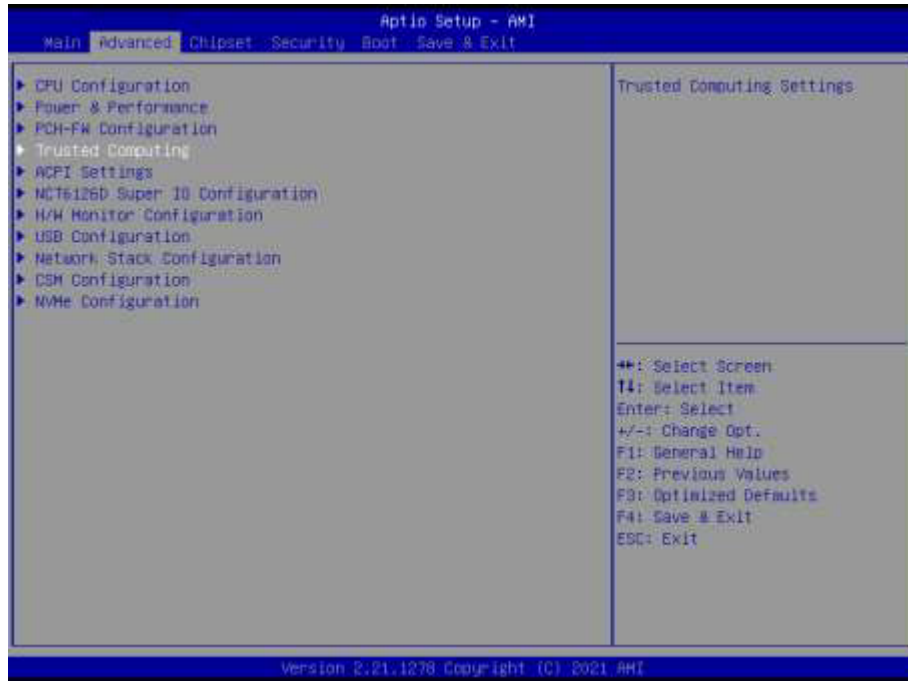 Aptio Setup - AMI
Main Advanced Chipset Security Boot Save & Exit
CPU Configuration
Power & Performance
PCH-FW Configuration
Trusted Computing
ACPI Settings
NCT6126D Super IO Configuration
H/W Monitor Configuration
USB Configuration
Network Stack Configuration
CSM Configuration
NVMe Configuration
Trusted Computing Settings
→←: Select Screen
↑↓: Select Item
Enter: Select
+/-: Change Opt.
F1: General Help
F2: Previous Values
F3: Optimized Defaults
F4: Save & Exit
ESC: Exit
Version 2.21.1278 Copyright (C) 2021 AMI